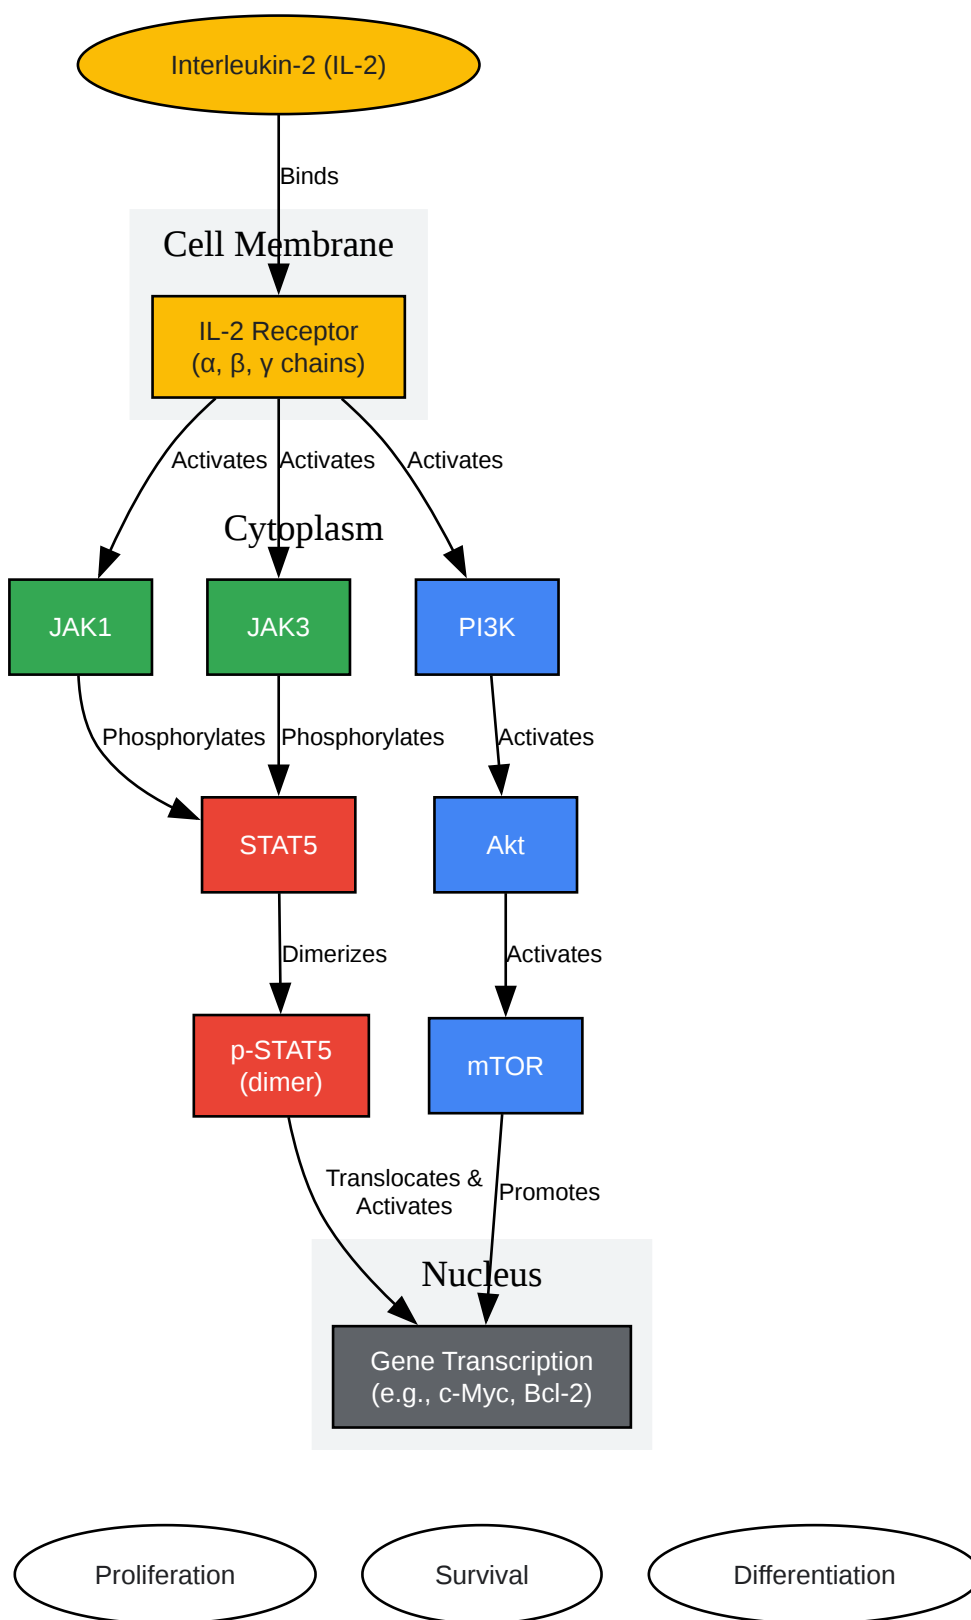 Interleukin-2 (IL-2)
Binds
Cell Membrane
IL-2 Receptor
(α, β, γ chains)
Activates
Activates
Activates
Cytoplasm
JAK1
JAK3
PI3K
Phosphorylates
Phosphorylates
Activates
STAT5
Akt
Dimerizes
Activates
p-STAT5
(dimer)
mTOR
Translocates &
Activates
Promotes
Nucleus
Gene Transcription
(e.g., c-Myc, Bcl-2)
Proliferation
Survival
Differentiation